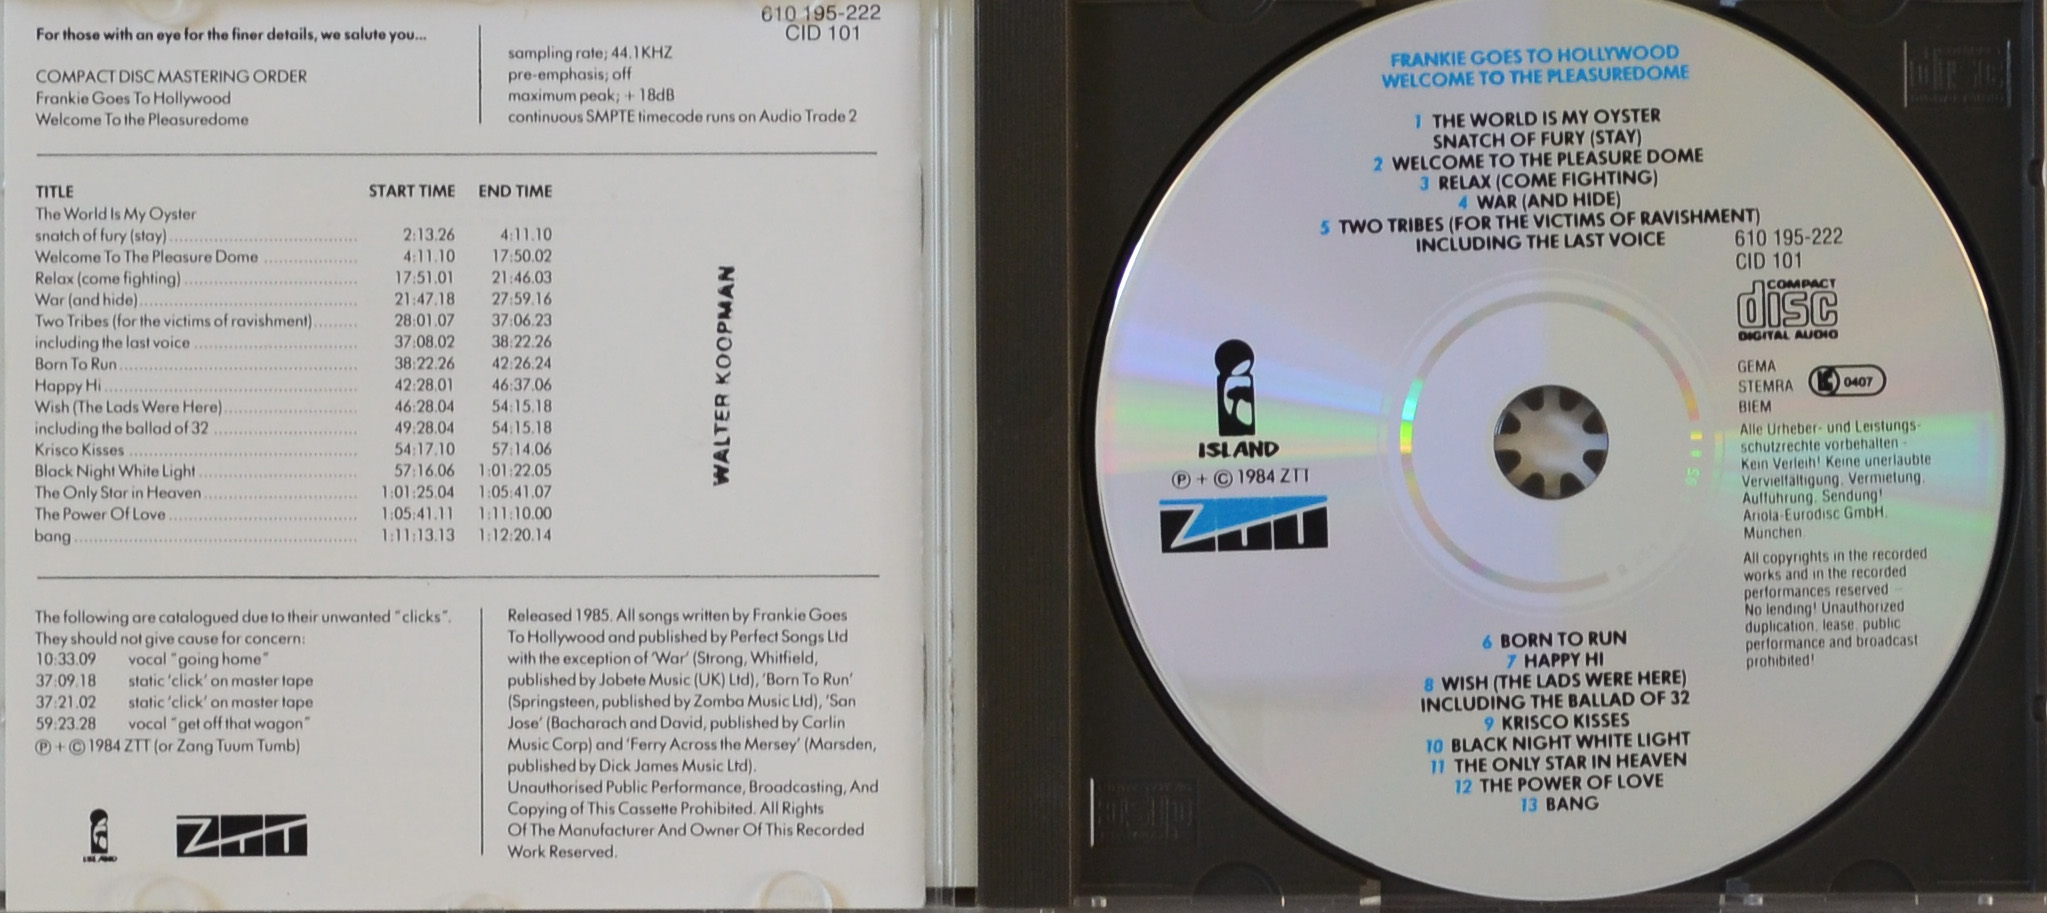 For those with an eye for the finer details, we salute you...
COMPACT DISC MASTERING ORDER
Frankie Goes To Hollywood
Welcome To the Pleasuredome
610 195-222
CID 101
sampling rate; 44.1KHZ
pre-emphasis; off
maximum peak; + 18dB
continuous SMPTE timecode runs on Audio Trade 2
TITLE START TIME END TIME
The World Is My Oyster
snatch of fury (stay) 2:13.26 4:11.10
Welcome To The Pleasure Dome 4:11.10 17:50.02
Relax (come fighting) 17:51.01 21:46.03
War (and hide) 21:47.18 27:59.16
Two Tribes (for the victims of ravishment) 28:01.07 37:06.23
including the last voice 37:08.02 38:22.26
Born To Run 38:22.26 42:26.24
Happy Hi 42:28.01 46:37.06
Wish (The Lads Were Here) 46:28.04 54:15.18
including the ballad of 32 49:28.04 54:15.18
Krisco Kisses 54:17.10 57:14.06
Black Night White Light 57:16.06 1:01:22.05
The Only Star in Heaven 1:01:25.04 1:05:41.07
The Power Of Love 1:05:41.11 1:11:10.00
bang 1:11:13.13 1:12:20.14
WALTER KOOPMAN
The following are catalogued due to their unwanted "clicks".
They should not give cause for concern:
10:33.09 vocal "going home"
37:09.18 static 'click' on master tape
37:21.02 static 'click' on master tape
59:23.28 vocal "get off that wagon"
Ⓟ + © 1984 ZTT (or Zang Tuum Tumb)
ISLAND
ZTT
Released 1985. All songs written by Frankie Goes
To Hollywood and published by Perfect Songs Ltd
with the exception of 'War' (Strong, Whitfield,
published by Jobete Music (UK) Ltd), 'Born To Run'
(Springsteen, published by Zomba Music Ltd), 'San
Jose' (Bacharach and David, published by Carlin
Music Corp) and 'Ferry Across the Mersey' (Marsden,
published by Dick James Music Ltd).
Unauthorised Public Performance, Broadcasting, And
Copying of This Cassette Prohibited. All Rights
Of The Manufacturer And Owner Of This Recorded
Work Reserved.
FRANKIE GOES TO HOLLYWOOD
WELCOME TO THE PLEASUREDOME
1 THE WORLD IS MY OYSTER
SNATCH OF FURY (STAY)
2 WELCOME TO THE PLEASURE DOME
3 RELAX (COME FIGHTING)
4 WAR (AND HIDE)
5 TWO TRIBES (FOR THE VICTIMS OF RAVISHMENT)
INCLUDING THE LAST VOICE
610 195-222
CID 101
COMPACT
disc
DIGITAL AUDIO
GEMA
STEMRA
BIEM
LC 0407
Alle Urheber- und Leistungs-
schutzrechte vorbehalten -
Kein Verleih! Keine unerlaubte
Vervielfältigung, Vermietung,
Aufführung, Sendung!
Ariola-Eurodisc GmbH,
München
All copyrights in the recorded
works and in the recorded
performances reserved
No lending! Unauthorized
duplication, lease, public
performance and broadcast
prohibited!
ISLAND
Ⓟ + © 1984 ZTT
ZTT
6 BORN TO RUN
7 HAPPY HI
8 WISH (THE LADS WERE HERE)
INCLUDING THE BALLAD OF 32
9 KRISCO KISSES
10 BLACK NIGHT WHITE LIGHT
11 THE ONLY STAR IN HEAVEN
12 THE POWER OF LOVE
13 BANG